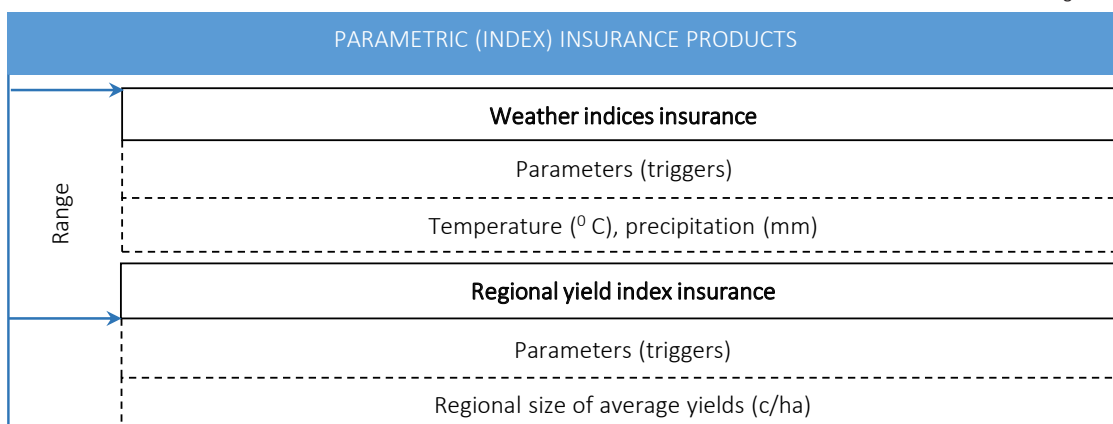 PARAMETRIC (INDEX) INSURANCE PRODUCTS
Range
Weather indices insurance
Parameters (triggers)
Temperature (⁰ C), precipitation (mm)
Regional yield index insurance
Parameters (triggers)
Regional size of average yields (c/ha)